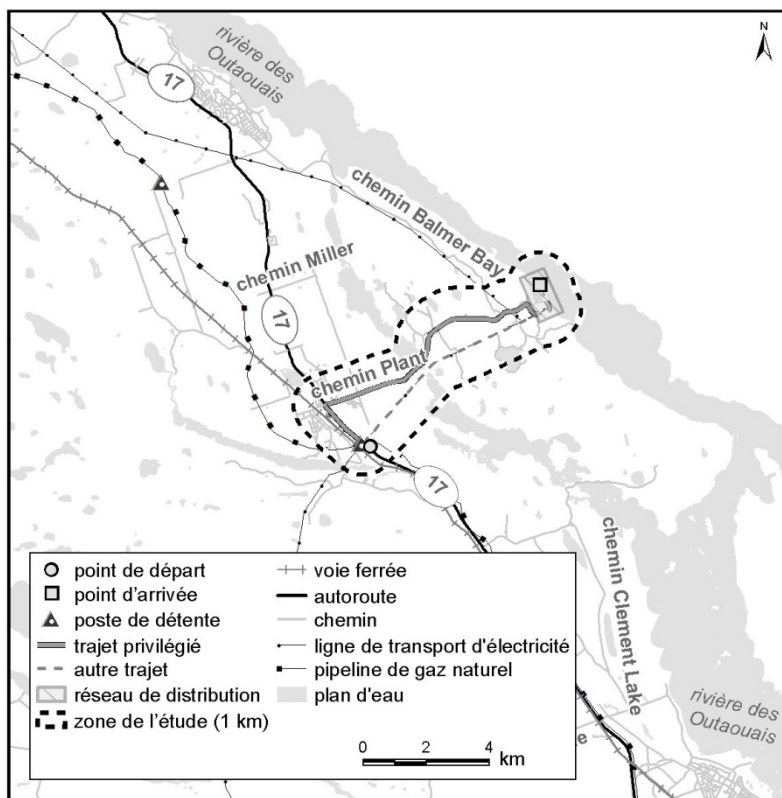 N
rivière des
Outaouais
17
chemin Balmer Bay
chemin Miller
17
chemin Plant
17
chemin Clement Lake
rivière des
Outaouais
point de départ
point d'arrivée
poste de détente
trajet privilégié
autre trajet
réseau de distribution
zone de l'étude (1 km)
voie ferrée
autoroute
chemin
ligne de transport d'électricité
pipeline de gaz naturel
plan d'eau
0 2 4
km